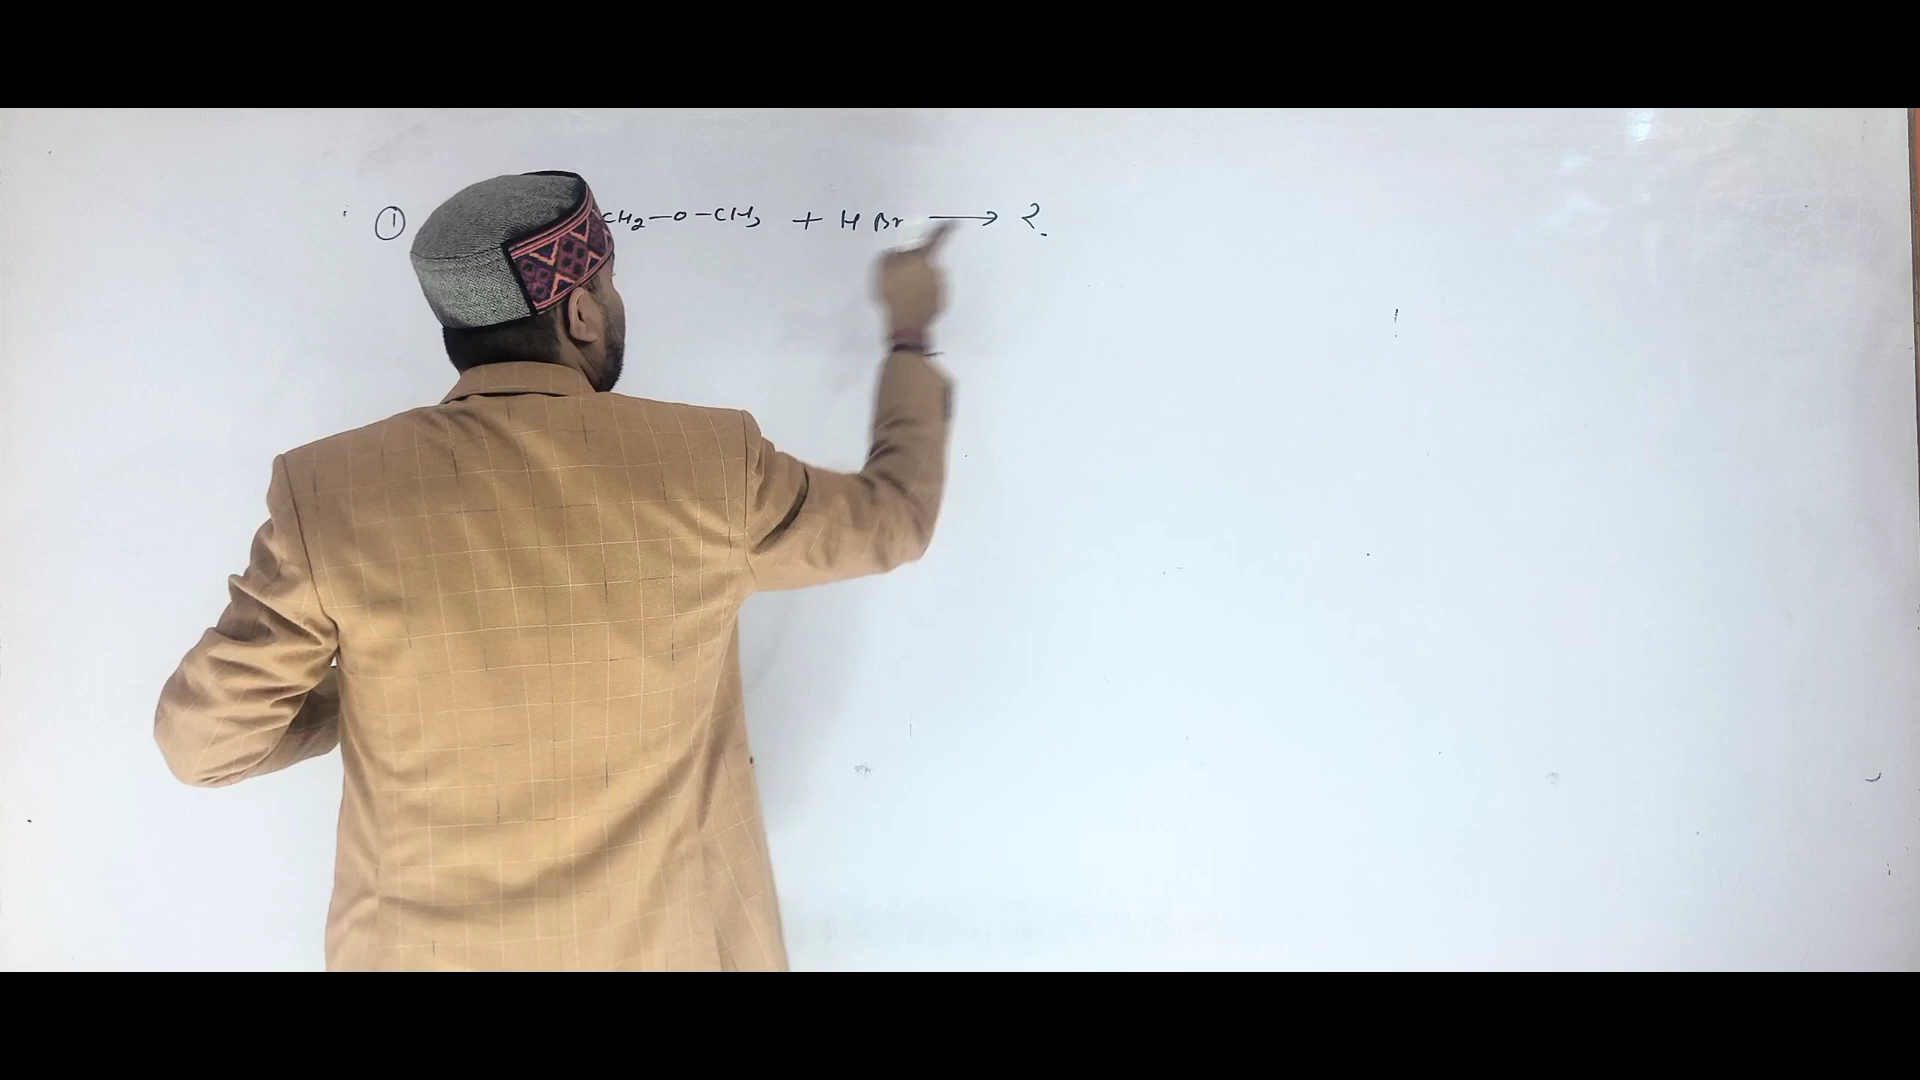 ① CH₂—O—CH₃ + HBr ⟶ ?